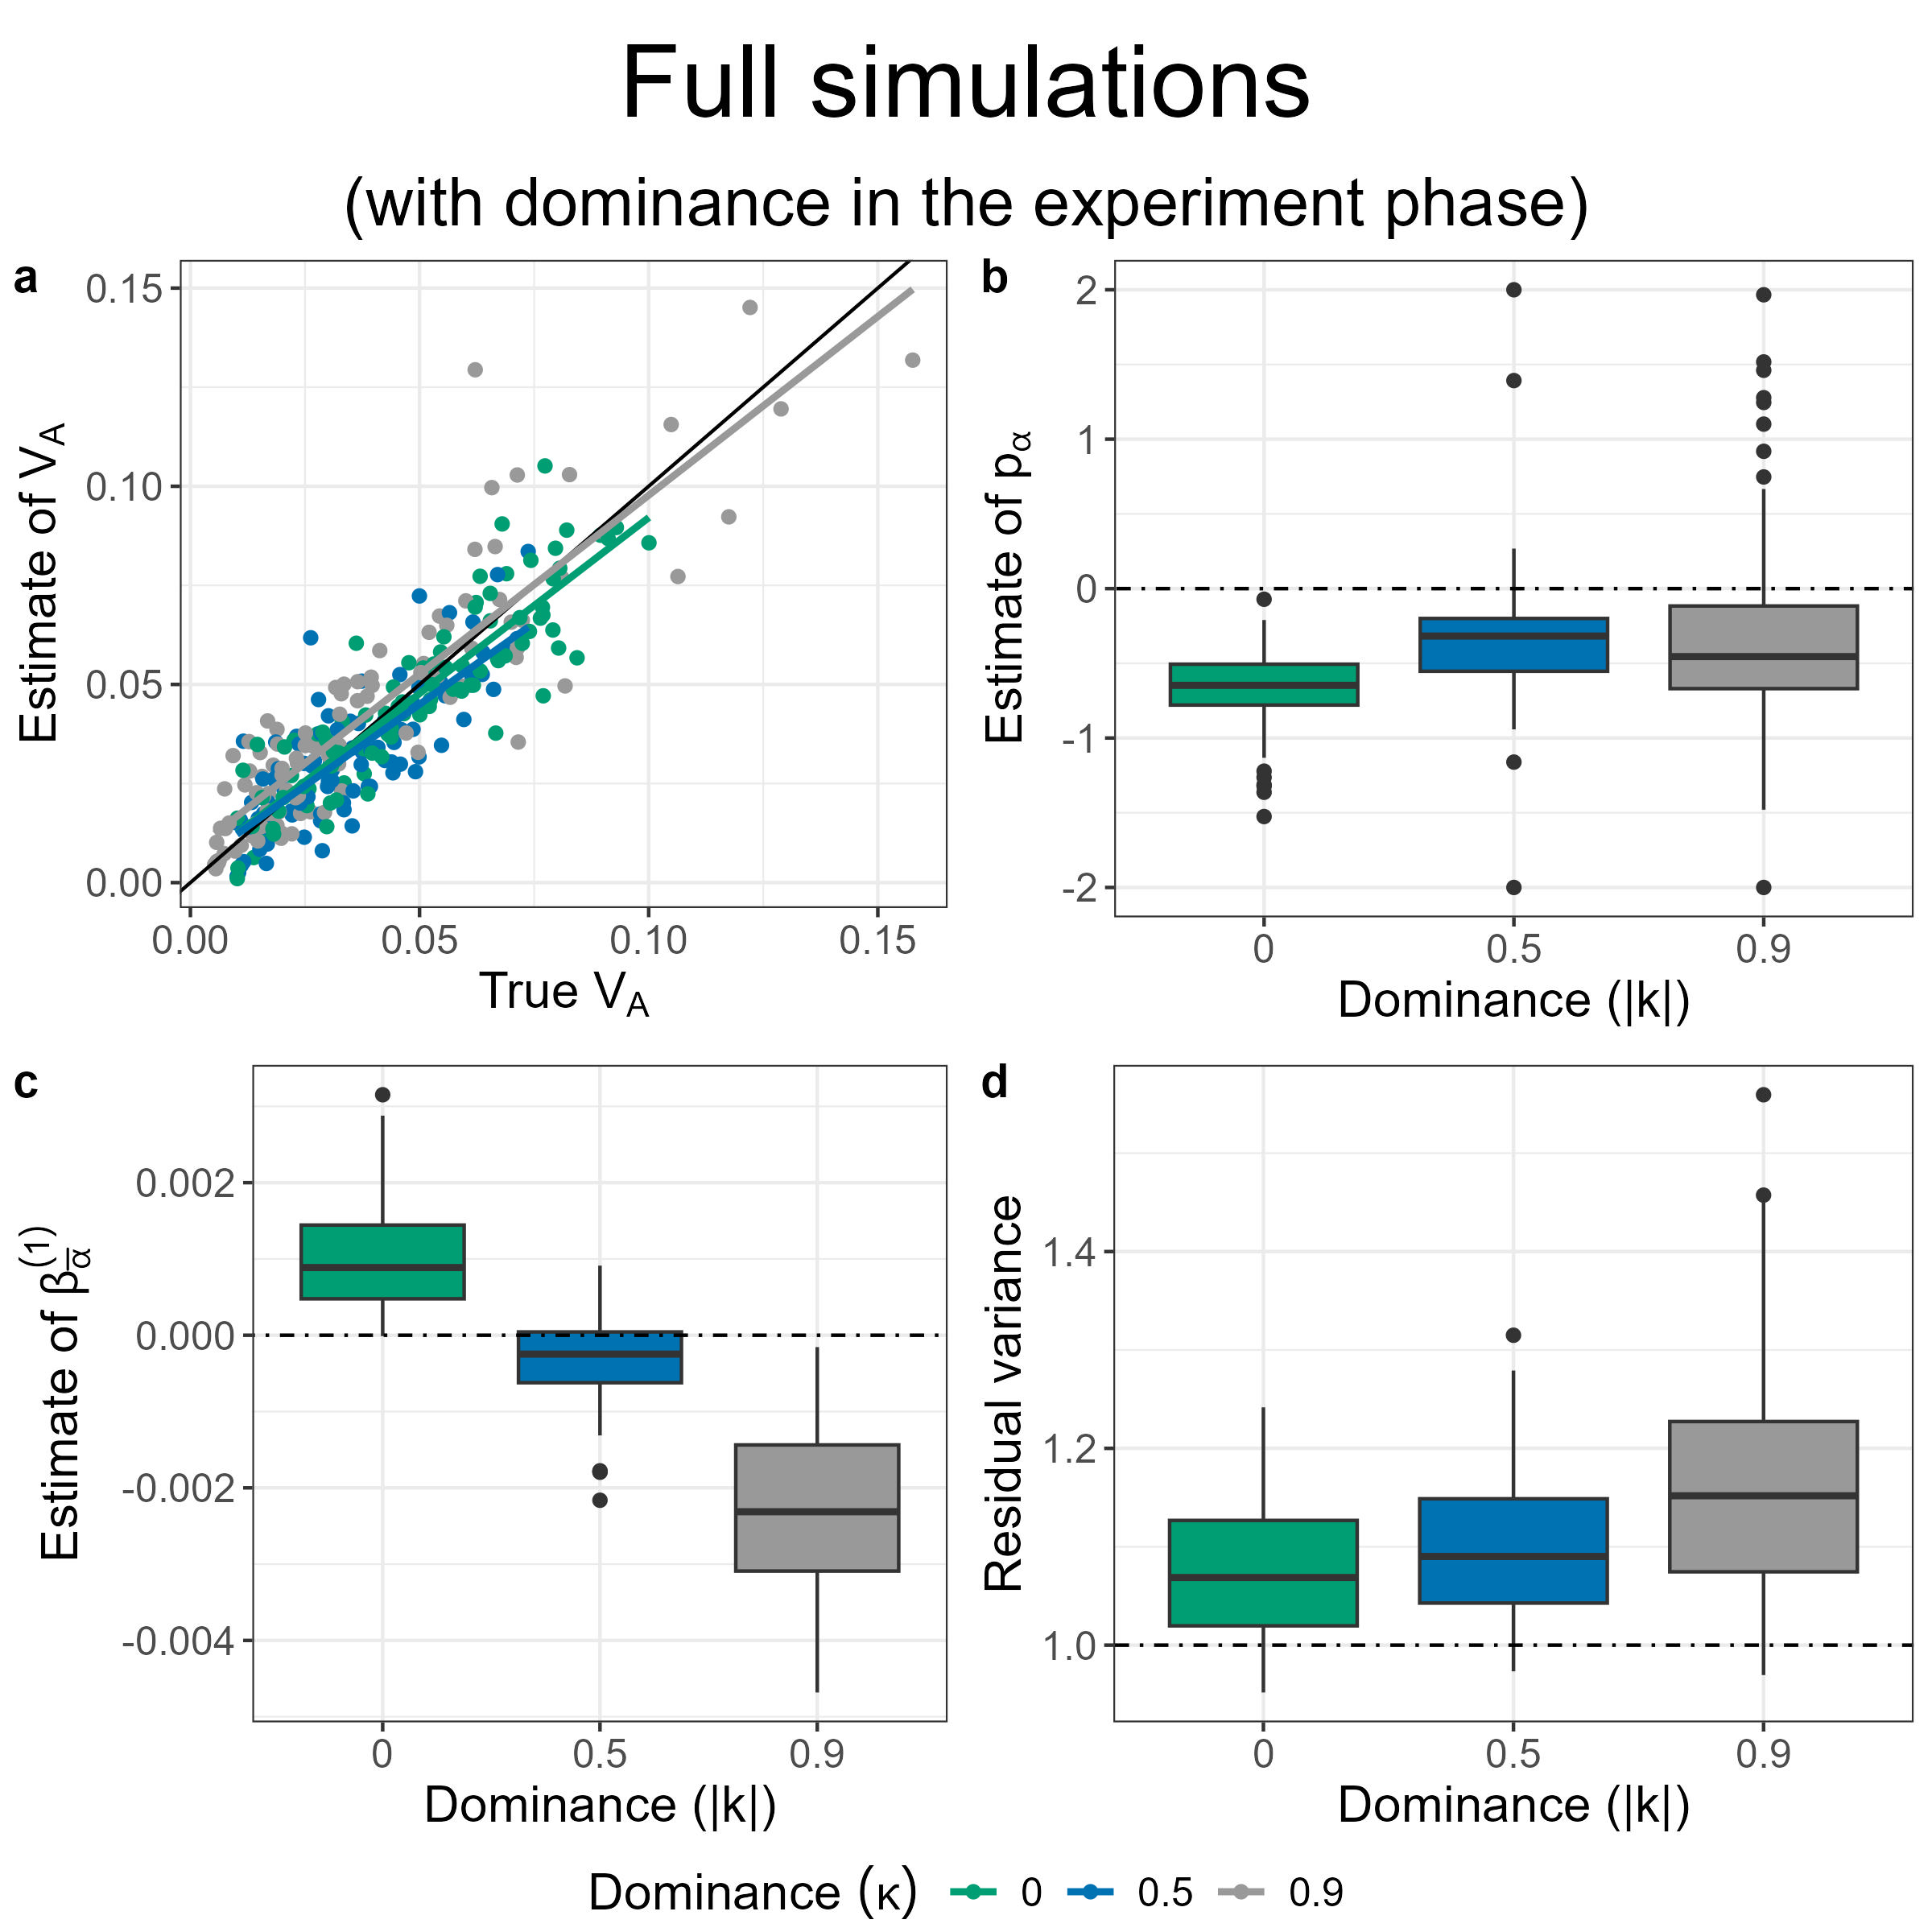 Full simulations
(with dominance in the experiment phase)
a
Estimate of V_A
0.15
0.10
0.05
0.00
0.00 0.05 0.10 0.15
True V_A
b
Estimate of p_α
2
1
0
-1
-2
0 0.5 0.9
Dominance (|k|)
c
Estimate of β_α̅^(1)
0.002
0.000
-0.002
-0.004
0 0.5 0.9
Dominance (|k|)
d
Residual variance
1.4
1.2
1.0
0 0.5 0.9
Dominance (|k|)
Dominance (κ) 0 0.5 0.9